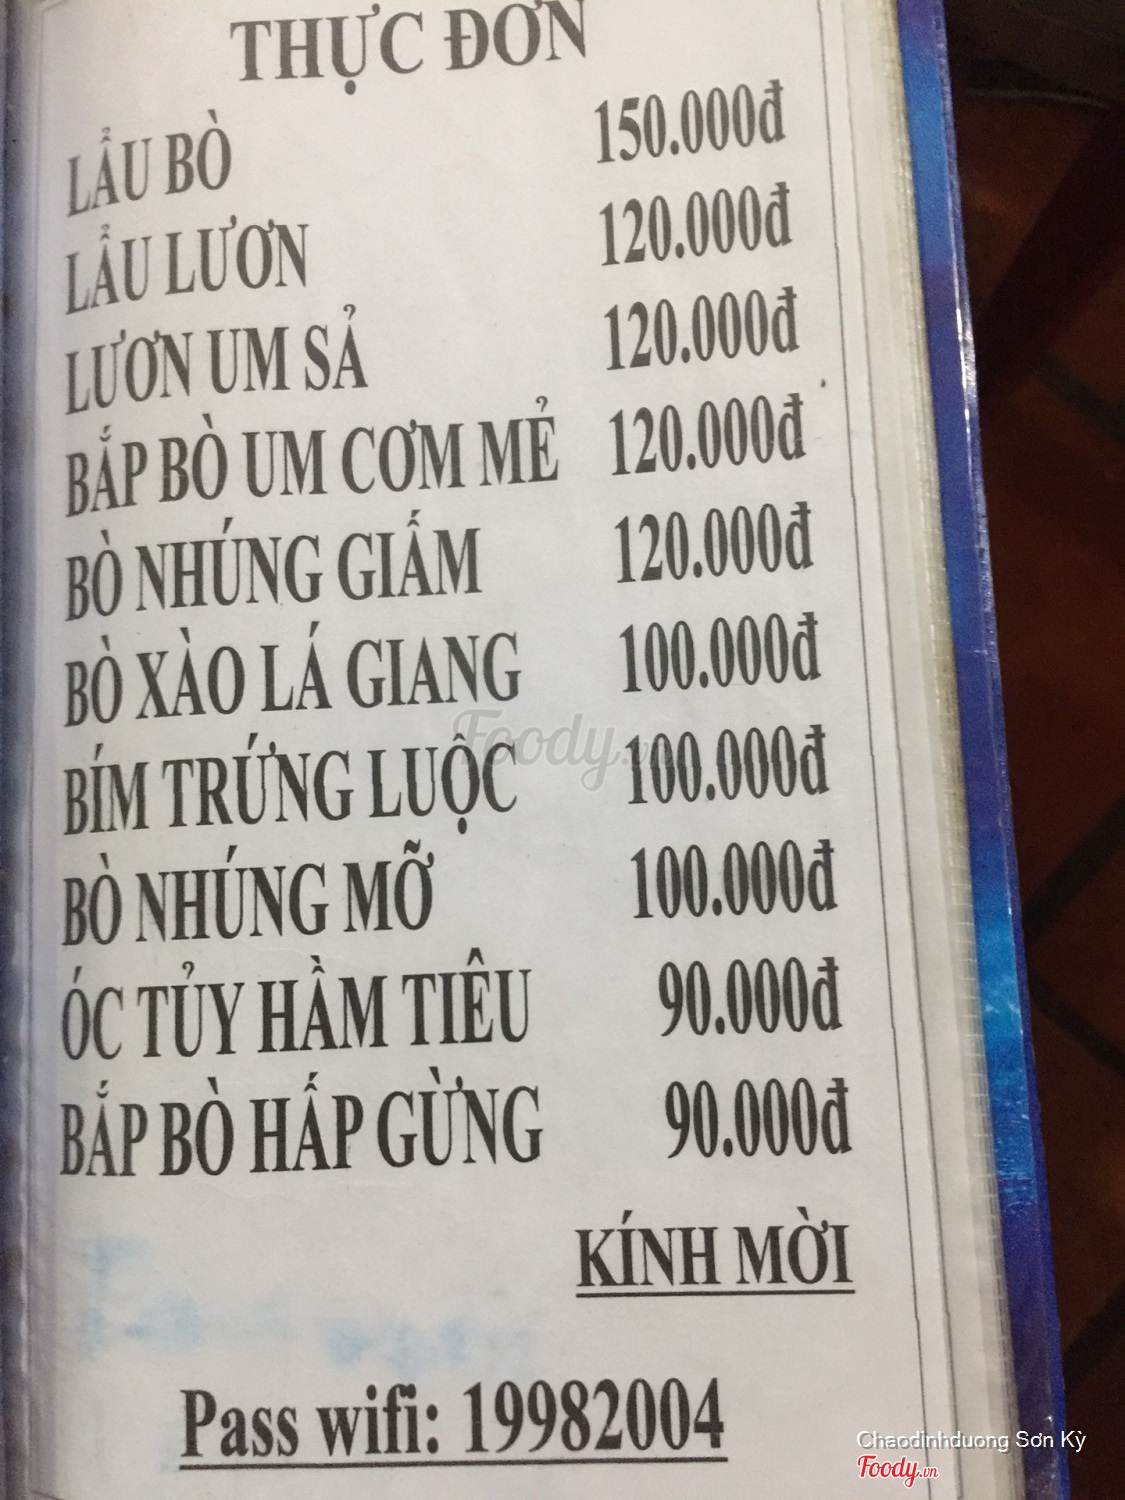 THỰC ĐƠN
LẨU BÒ 150.000đ
LẨU LƯƠN 120.000đ
LƯƠN UM SẢ 120.000đ
BẮP BÒ UM CƠM MẺ 120.000đ
BÒ NHÚNG GIẤM 120.000đ
BÒ XÀO LÁ GIANG 100.000đ
BÍM TRỨNG LUỘC 100.000đ
BÒ NHÚNG MỠ 100.000đ
ÓC TỦY HẦM TIÊU 90.000đ
BẮP BÒ HẤP GỪNG 90.000đ
KÍNH MỜI
Pass wifi: 19982004
Foody.vn
Chaodinhduong Sơn Kỳ
Foody.vn